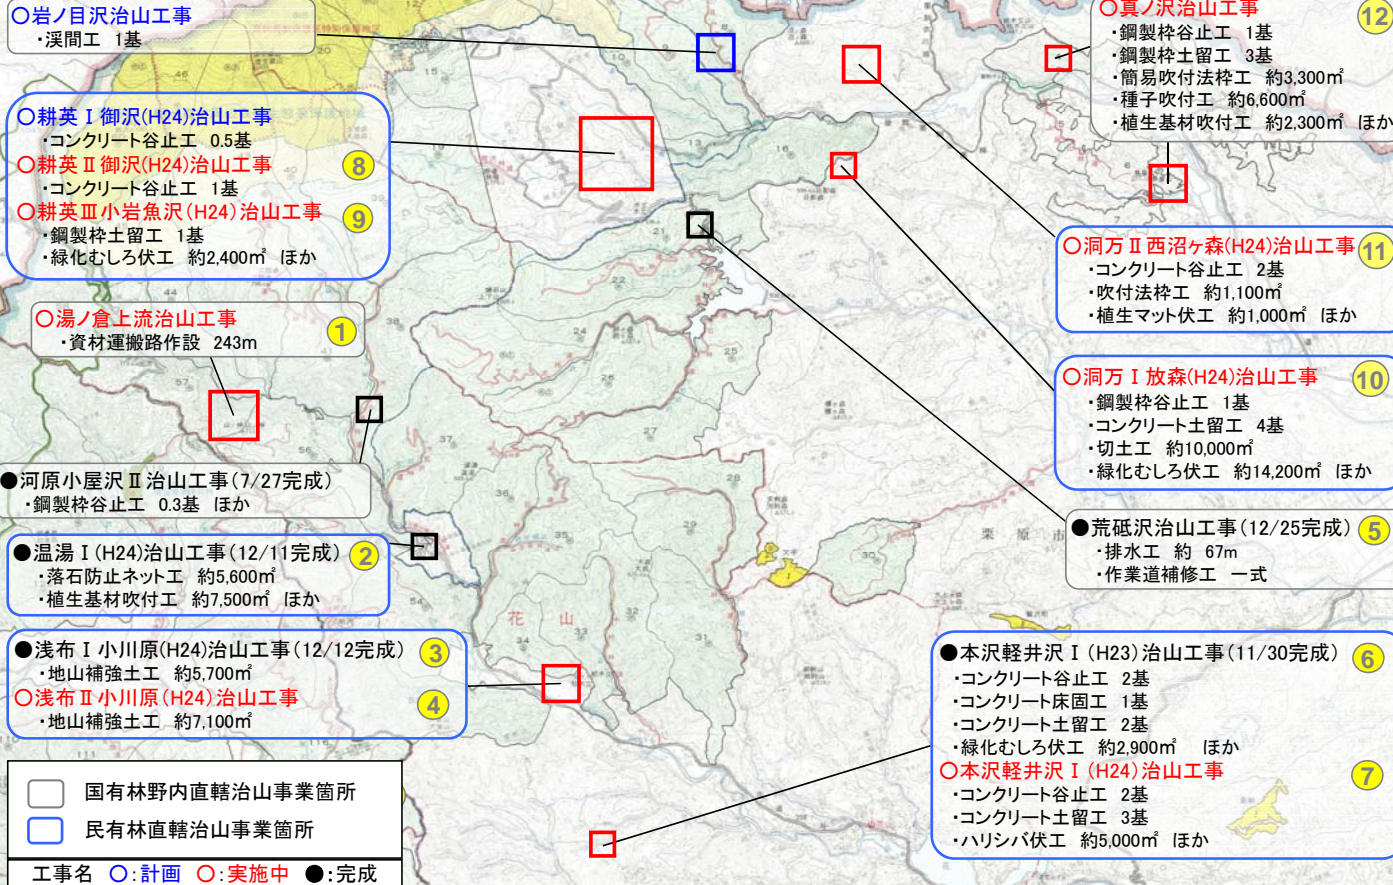 ○岩ノ目沢治山工事
・渓間工 1基
○耕英Ⅰ御沢(H24)治山工事
・コンクリート谷止工 0.5基
○耕英Ⅱ御沢(H24)治山工事
⑧
・コンクリート谷止工 1基
○耕英Ⅲ小岩魚沢(H24)治山工事
⑨
・鋼製枠土留工 1基
・緑化むしろ伏工 約2,400㎡ ほか
○湯ノ倉上流治山工事
①
・資材運搬路作設 243m
●河原小屋沢Ⅱ治山工事(7/27完成)
・鋼製枠谷止工 0.3基 ほか
●温湯Ⅰ(H24)治山工事(12/11完成)
②
・落石防止ネット工 約5,600㎡
・植生基材吹付工 約7,500㎡ ほか
●浅布Ⅰ小川原(H24)治山工事(12/12完成)
③
・地山補強土工 約5,700㎡
○浅布Ⅱ小川原(H24)治山工事
④
・地山補強土工 約7,100㎡
○真ノ沢治山工事
⑫
・鋼製枠谷止工 1基
・鋼製枠土留工 3基
・簡易吹付法枠工 約3,300㎡
・種子吹付工 約6,600㎡
・植生基材吹付工 約2,300㎡ ほか
○洞万Ⅱ西沼ヶ森(H24)治山工事
⑪
・コンクリート谷止工 2基
・吹付法枠工 約1,100㎡
・植生マット伏工 約1,000㎡ ほか
○洞万Ⅰ放森(H24)治山工事
⑩
・鋼製枠谷止工 1基
・コンクリート土留工 4基
・切土工 約10,000㎡
・緑化むしろ伏工 約14,200㎡ ほか
●荒砥沢治山工事(12/25完成)
⑤
・排水工 約 67m
・作業道補修工 一式
●本沢軽井沢Ⅰ(H23)治山工事(11/30完成)
⑥
・コンクリート谷止工 2基
・コンクリート床固工 1基
・コンクリート土留工 2基
・緑化むしろ伏工 約2,900㎡ ほか
○本沢軽井沢Ⅰ(H24)治山工事
⑦
・コンクリート谷止工 2基
・コンクリート土留工 3基
・ハリシバ伏工 約5,000㎡ ほか
栗原市
花山
国有林野内直轄治山事業箇所
民有林直轄治山事業箇所
工事名 ○:計画 ○:実施中 ●:完成